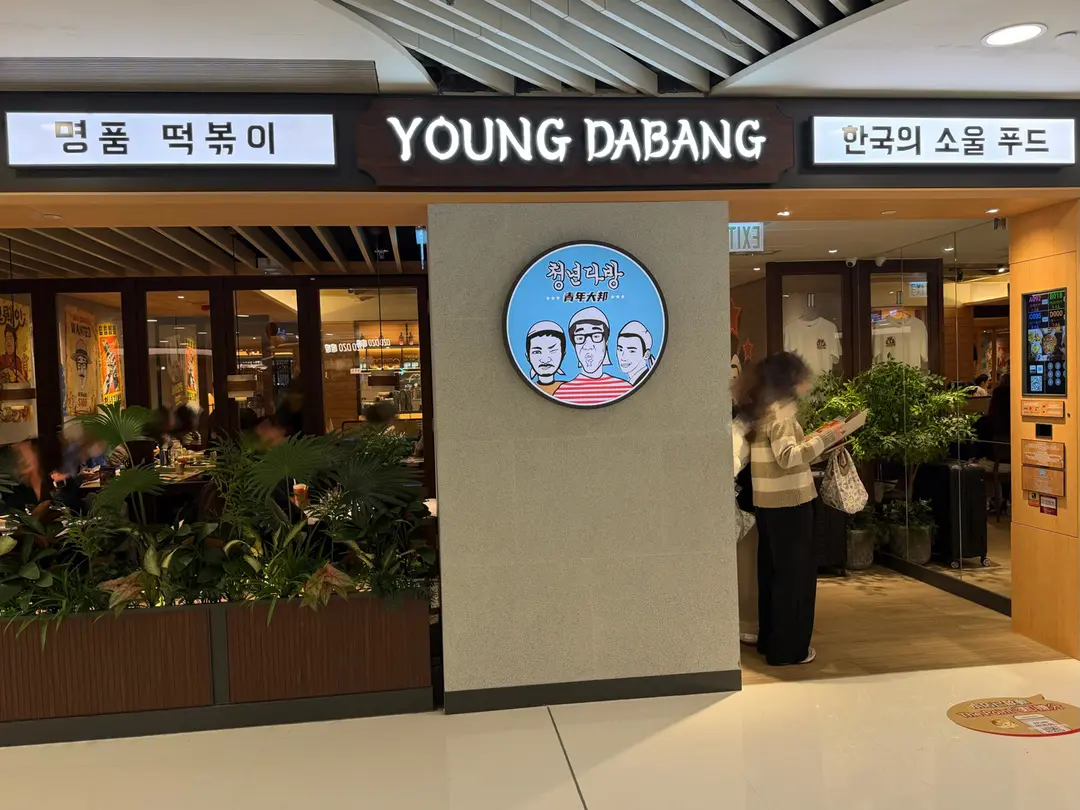 명품 떡볶이
YOUNG DABANG
한국의 소울 푸드
EXIT
청년다방
青年大邦
WANTED